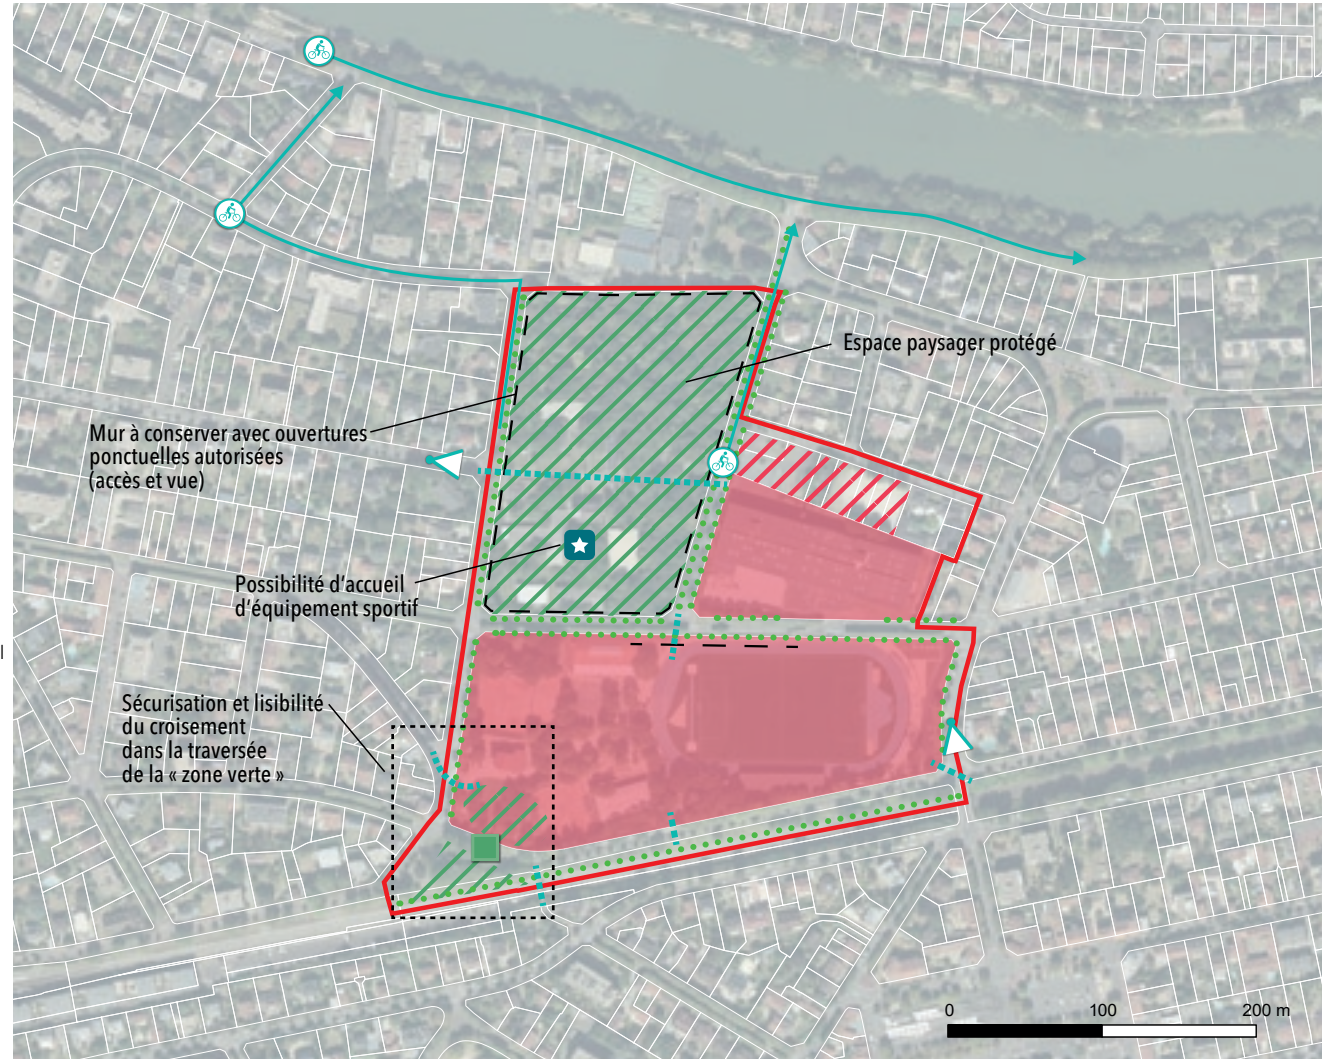 Espace paysager protégé
Mur à conserver avec ouvertures
ponctuelles autorisées
(accès et vue)
Possibilité d'accueil
d'équipement sportif
l
Sécurisation et lisibilité
du croisement
dans la traversée
de la « zone verte »
0 100 200 m